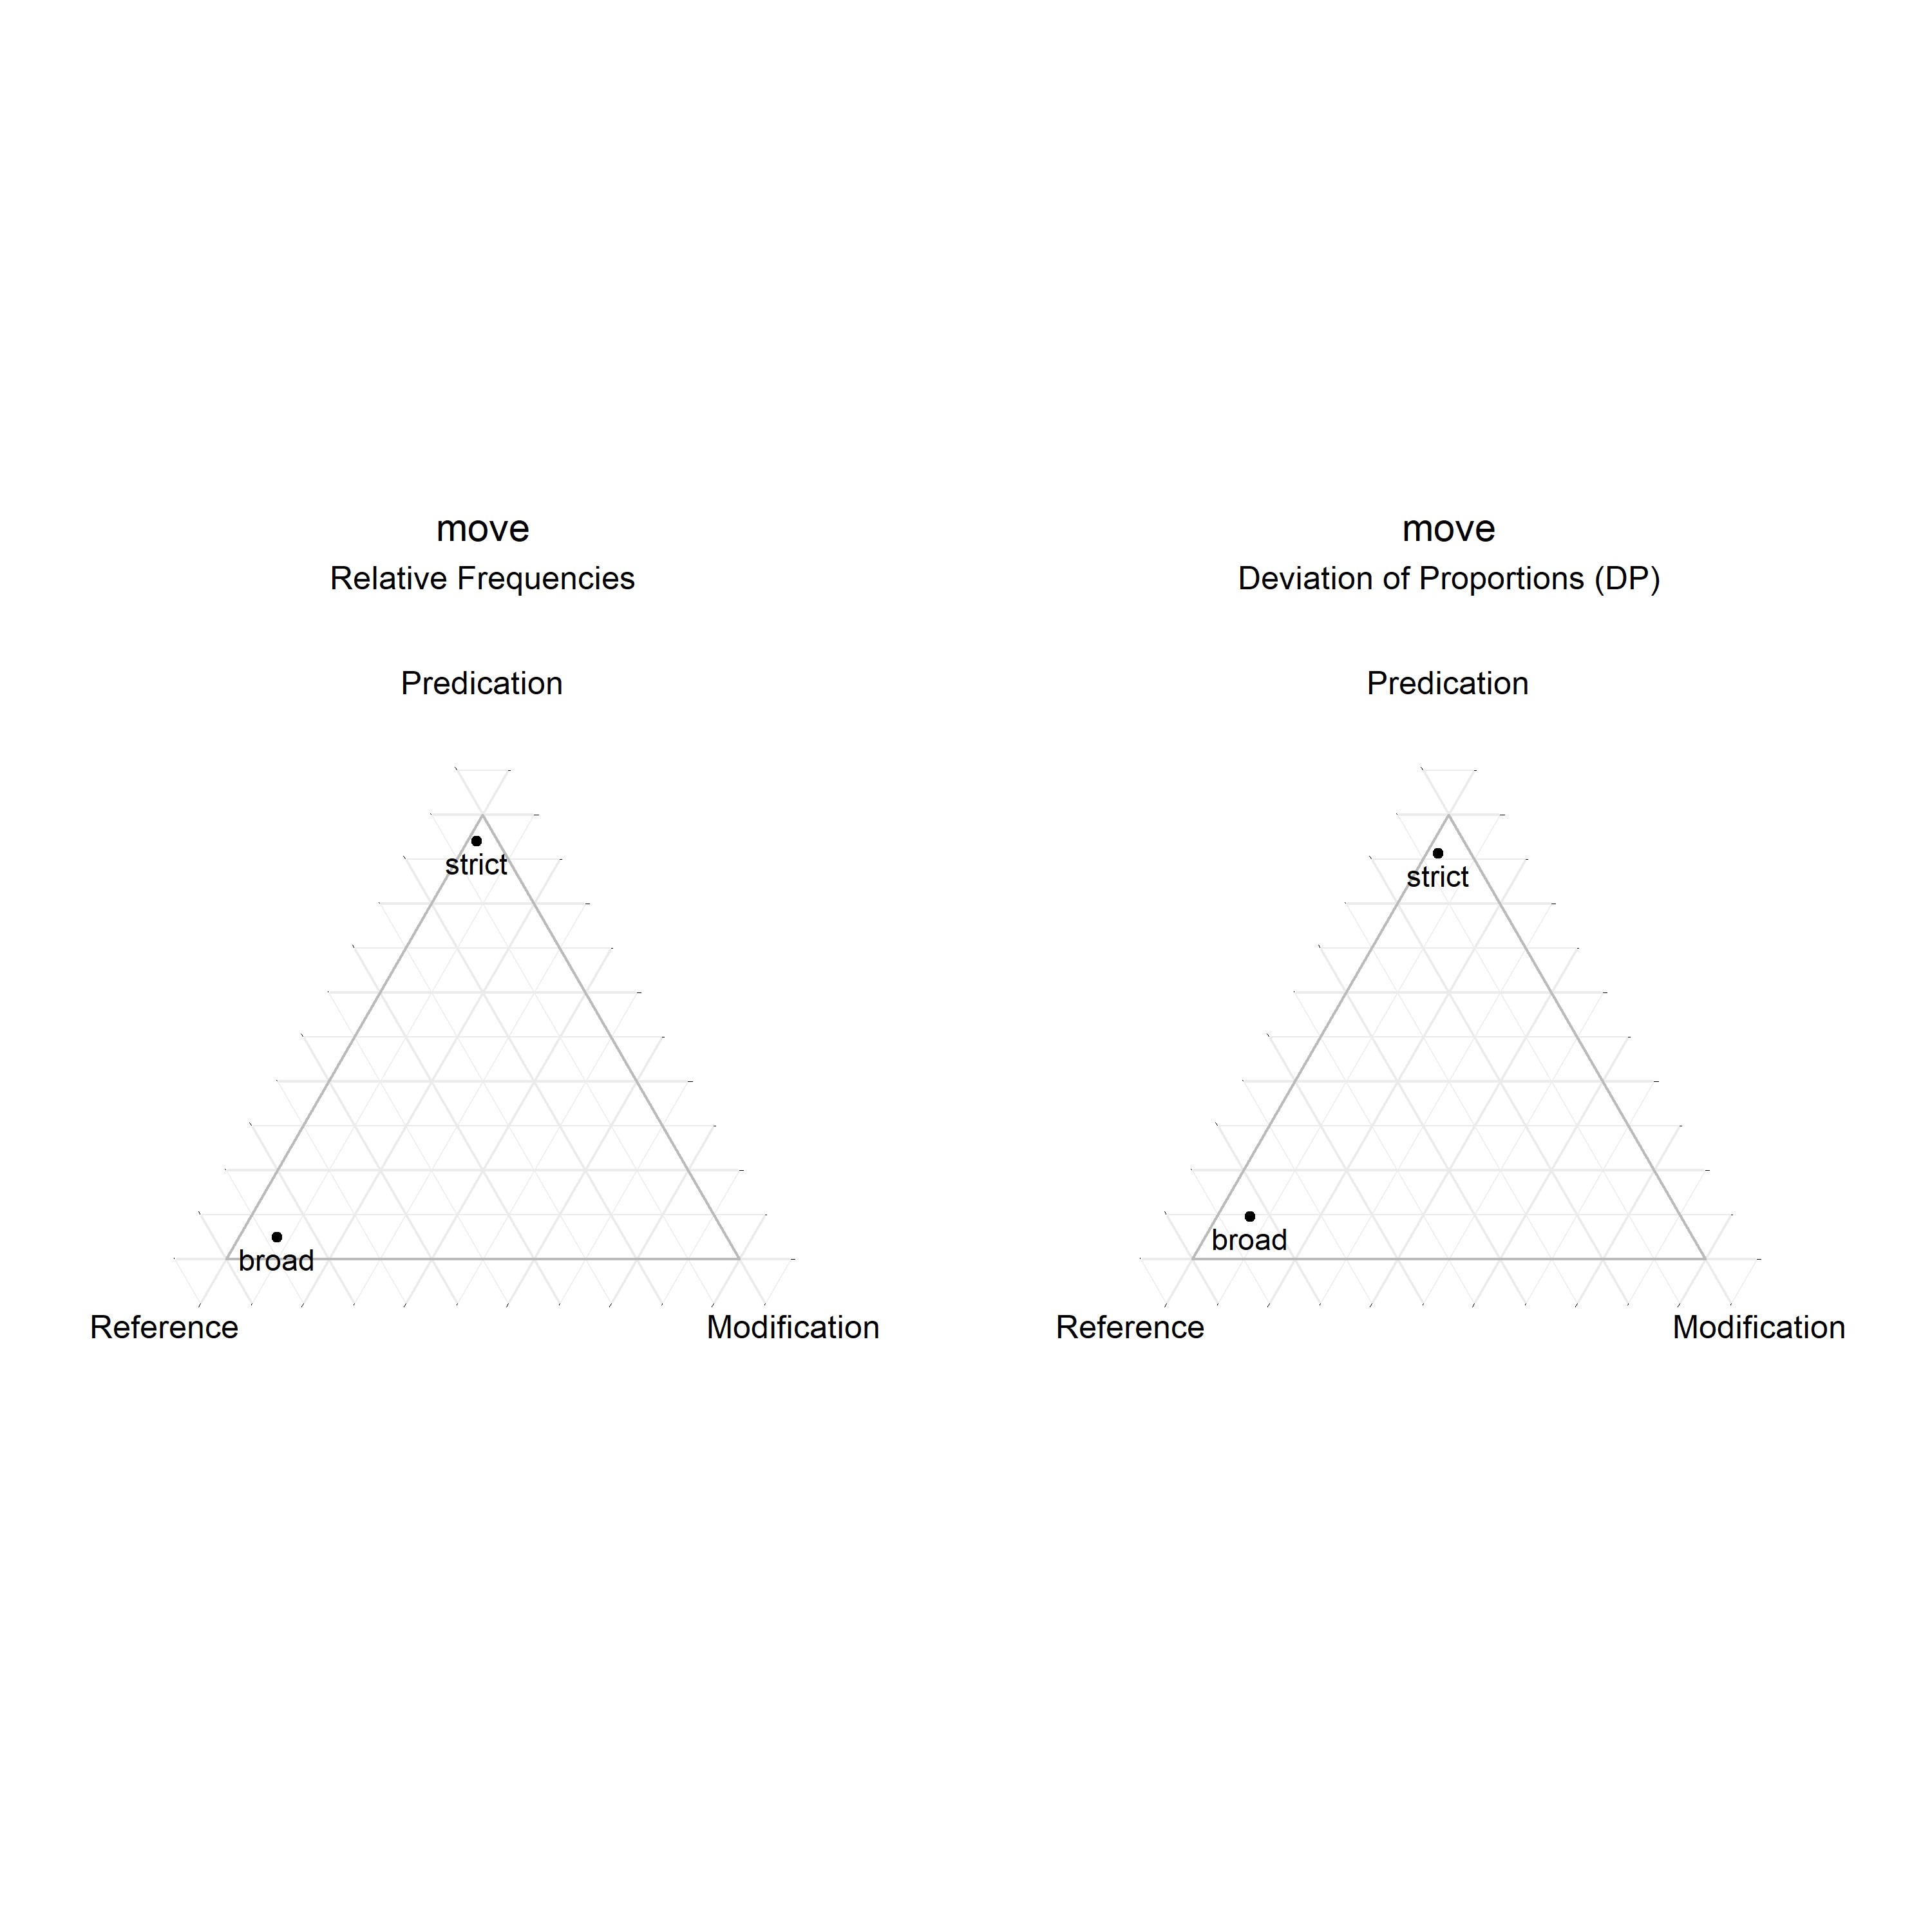 move
Relative Frequencies
Predication
strict
broad
Reference
Modification
move
Deviation of Proportions (DP)
Predication
strict
broad
Reference
Modification